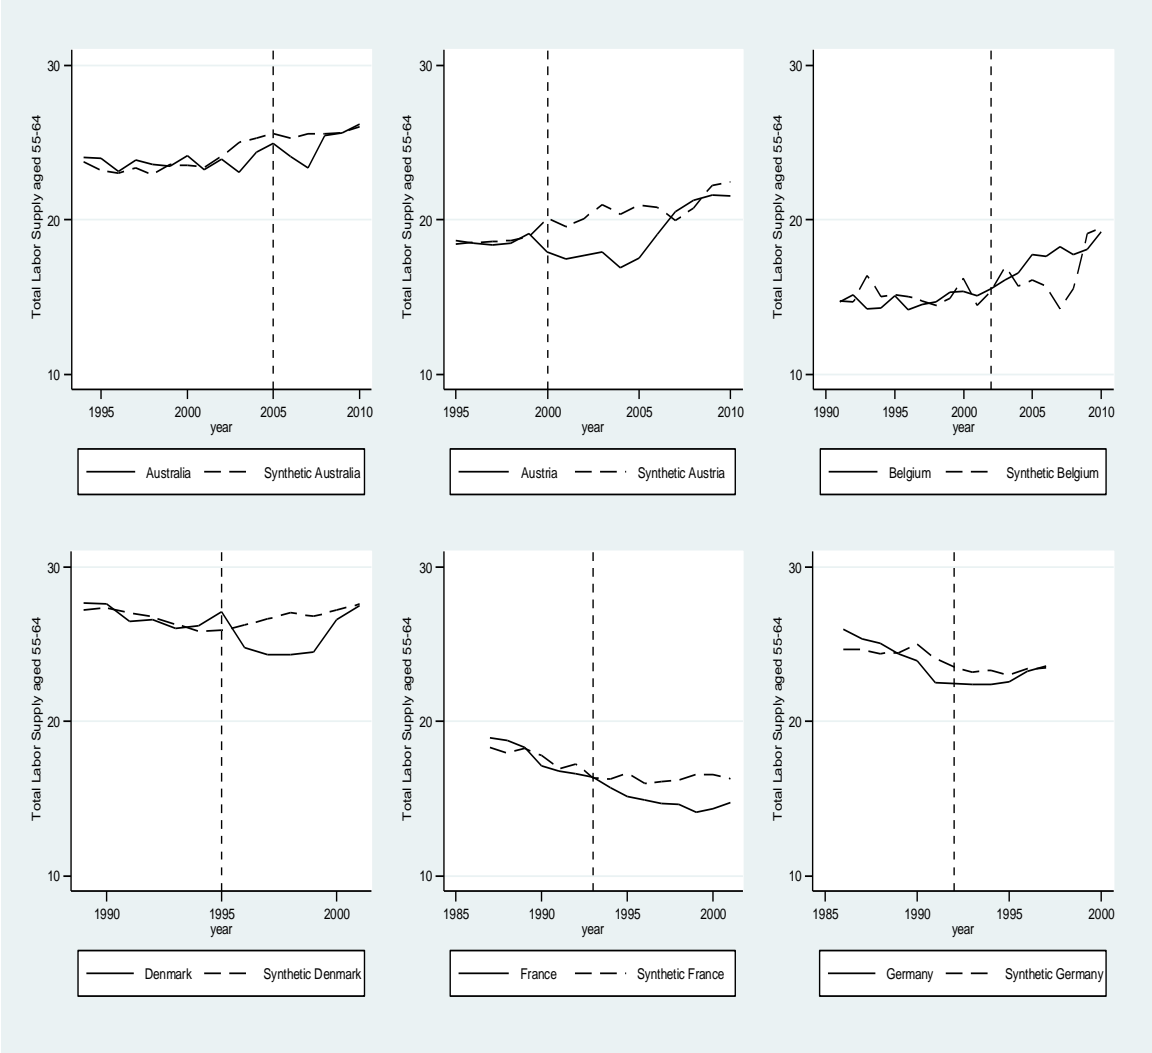 Total Labor Supply aged 55-64
30
20
10
1995 2000 2005 2010
year
Australia Synthetic Australia
Total Labor Supply aged 55-64
30
20
10
1995 2000 2005 2010
year
Austria Synthetic Austria
Total Labor Supply aged 55-64
30
20
10
1990 1995 2000 2005 2010
year
Belgium Synthetic Belgium
Total Labor Supply aged 55-64
30
20
10
1990 1995 2000
year
Denmark Synthetic Denmark
Total Labor Supply aged 55-64
30
20
10
1985 1990 1995 2000
year
France Synthetic France
Total Labor Supply aged 55-64
30
20
10
1985 1990 1995 2000
year
Germany Synthetic Germany